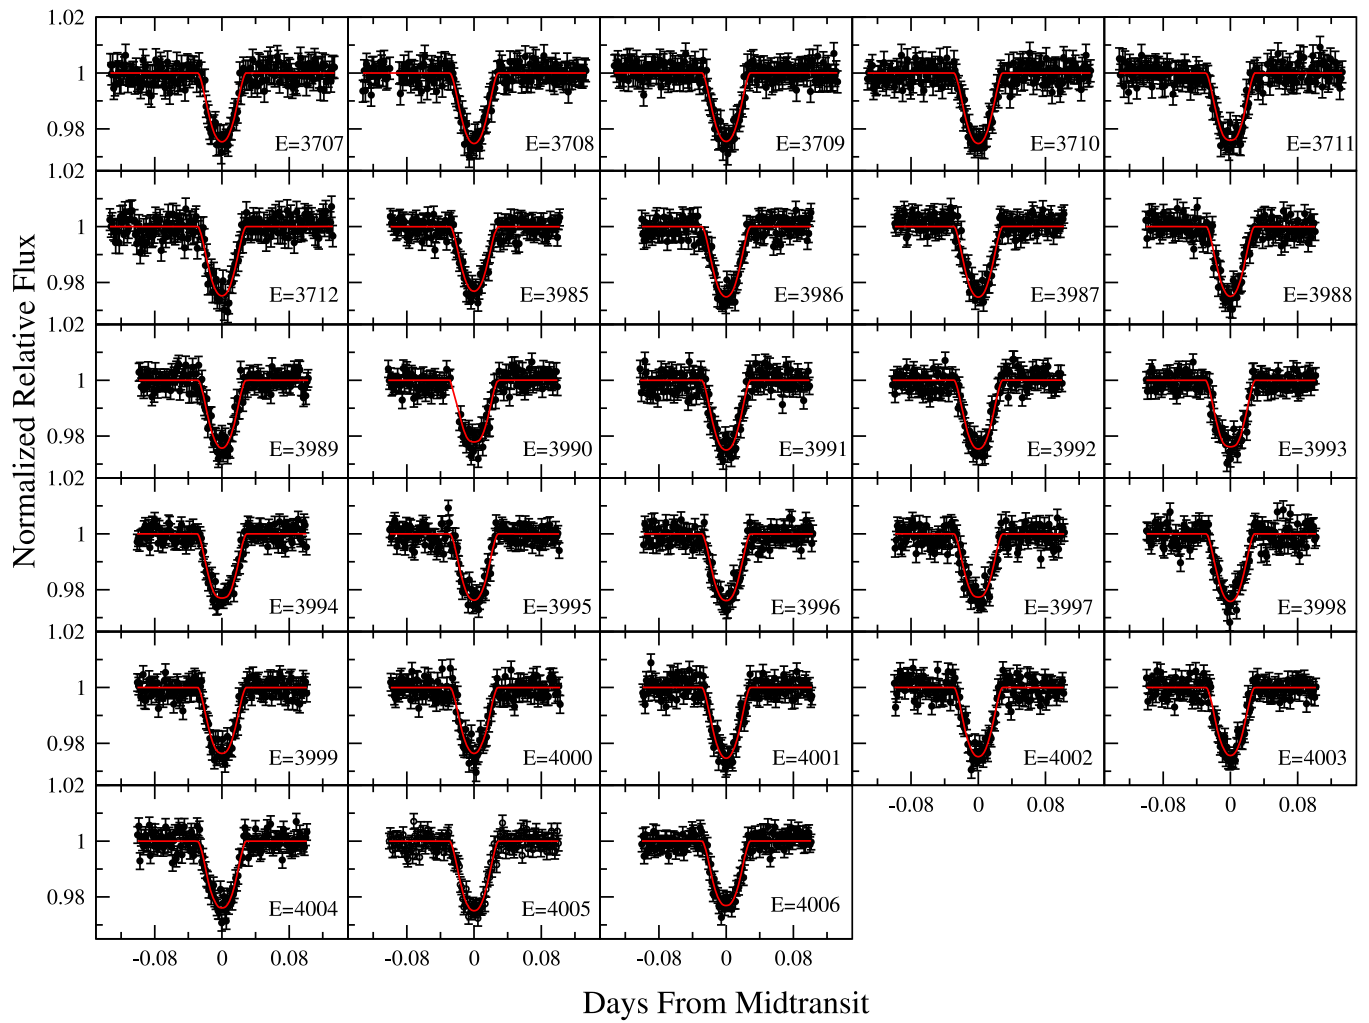 1.02
1
0.98
E=3707
E=3708
E=3709
E=3710
E=3711
1.02
1
0.98
E=3712
E=3985
E=3986
E=3987
E=3988
1.02
1
0.98
E=3989
E=3990
E=3991
E=3992
E=3993
1.02
1
0.98
E=3994
E=3995
E=3996
E=3997
E=3998
1.02
1
0.98
E=3999
E=4000
E=4001
E=4002
E=4003
1.02
1
0.98
E=4004
E=4005
E=4006
-0.08 0 0.08
-0.08 0 0.08
-0.08 0 0.08
-0.08 0 0.08
-0.08 0 0.08
Normalized Relative Flux
Days From Midtransit